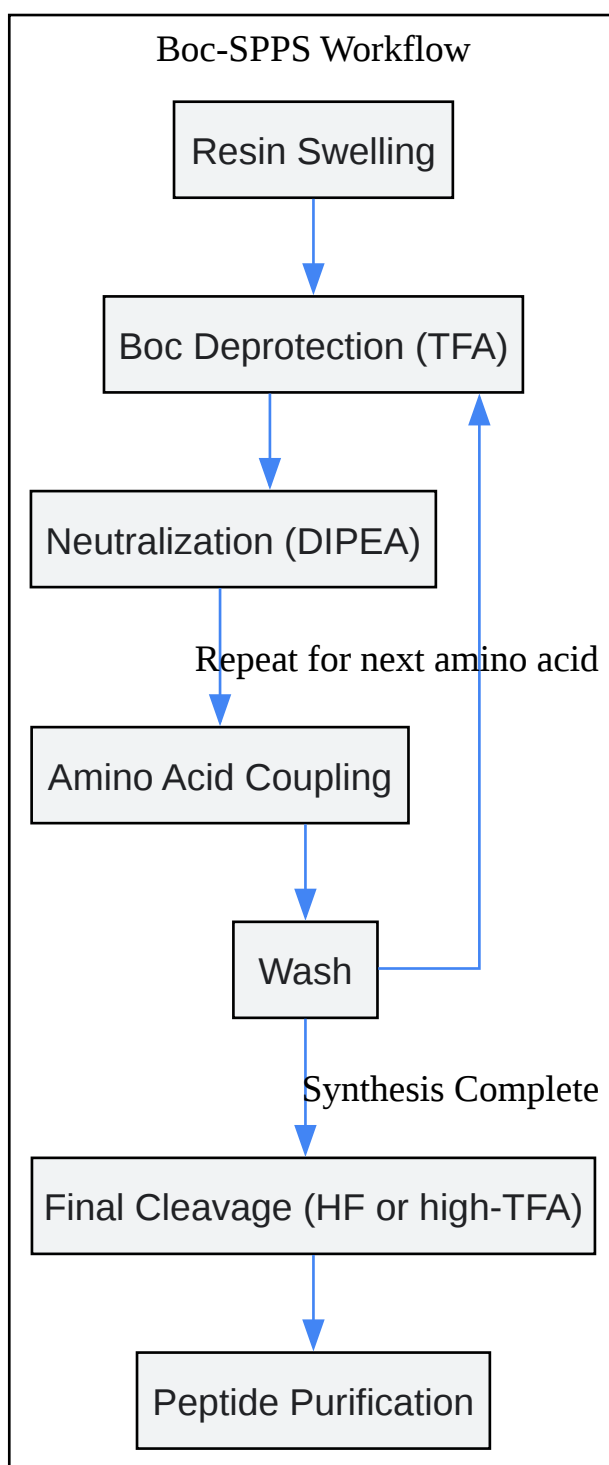 Boc-SPPS Workflow
Resin Swelling
Boc Deprotection (TFA)
Neutralization (DIPEA)
Repeat for next amino acid
Amino Acid Coupling
Wash
Synthesis Complete
Final Cleavage (HF or high-TFA)
Peptide Purification